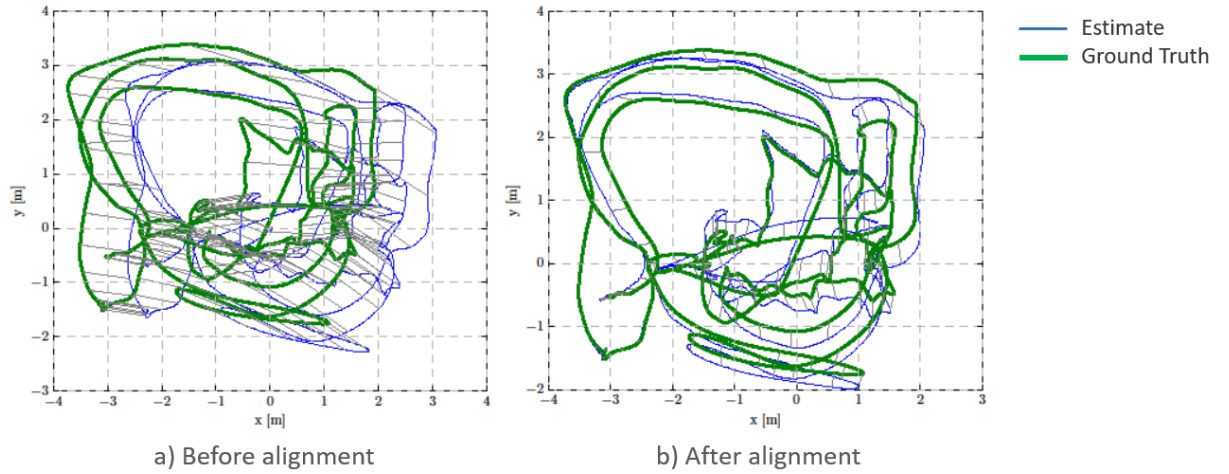 4
3
2
1
0
−1
−2
−3
y [m]
−4 −3 −2 −1 0 1 2 3 4
x [m]
a) Before alignment
4
3
2
1
0
−1
−2
y [m]
−4 −3 −2 −1 0 1 2 3
x [m]
b) After alignment
Estimate
Ground Truth